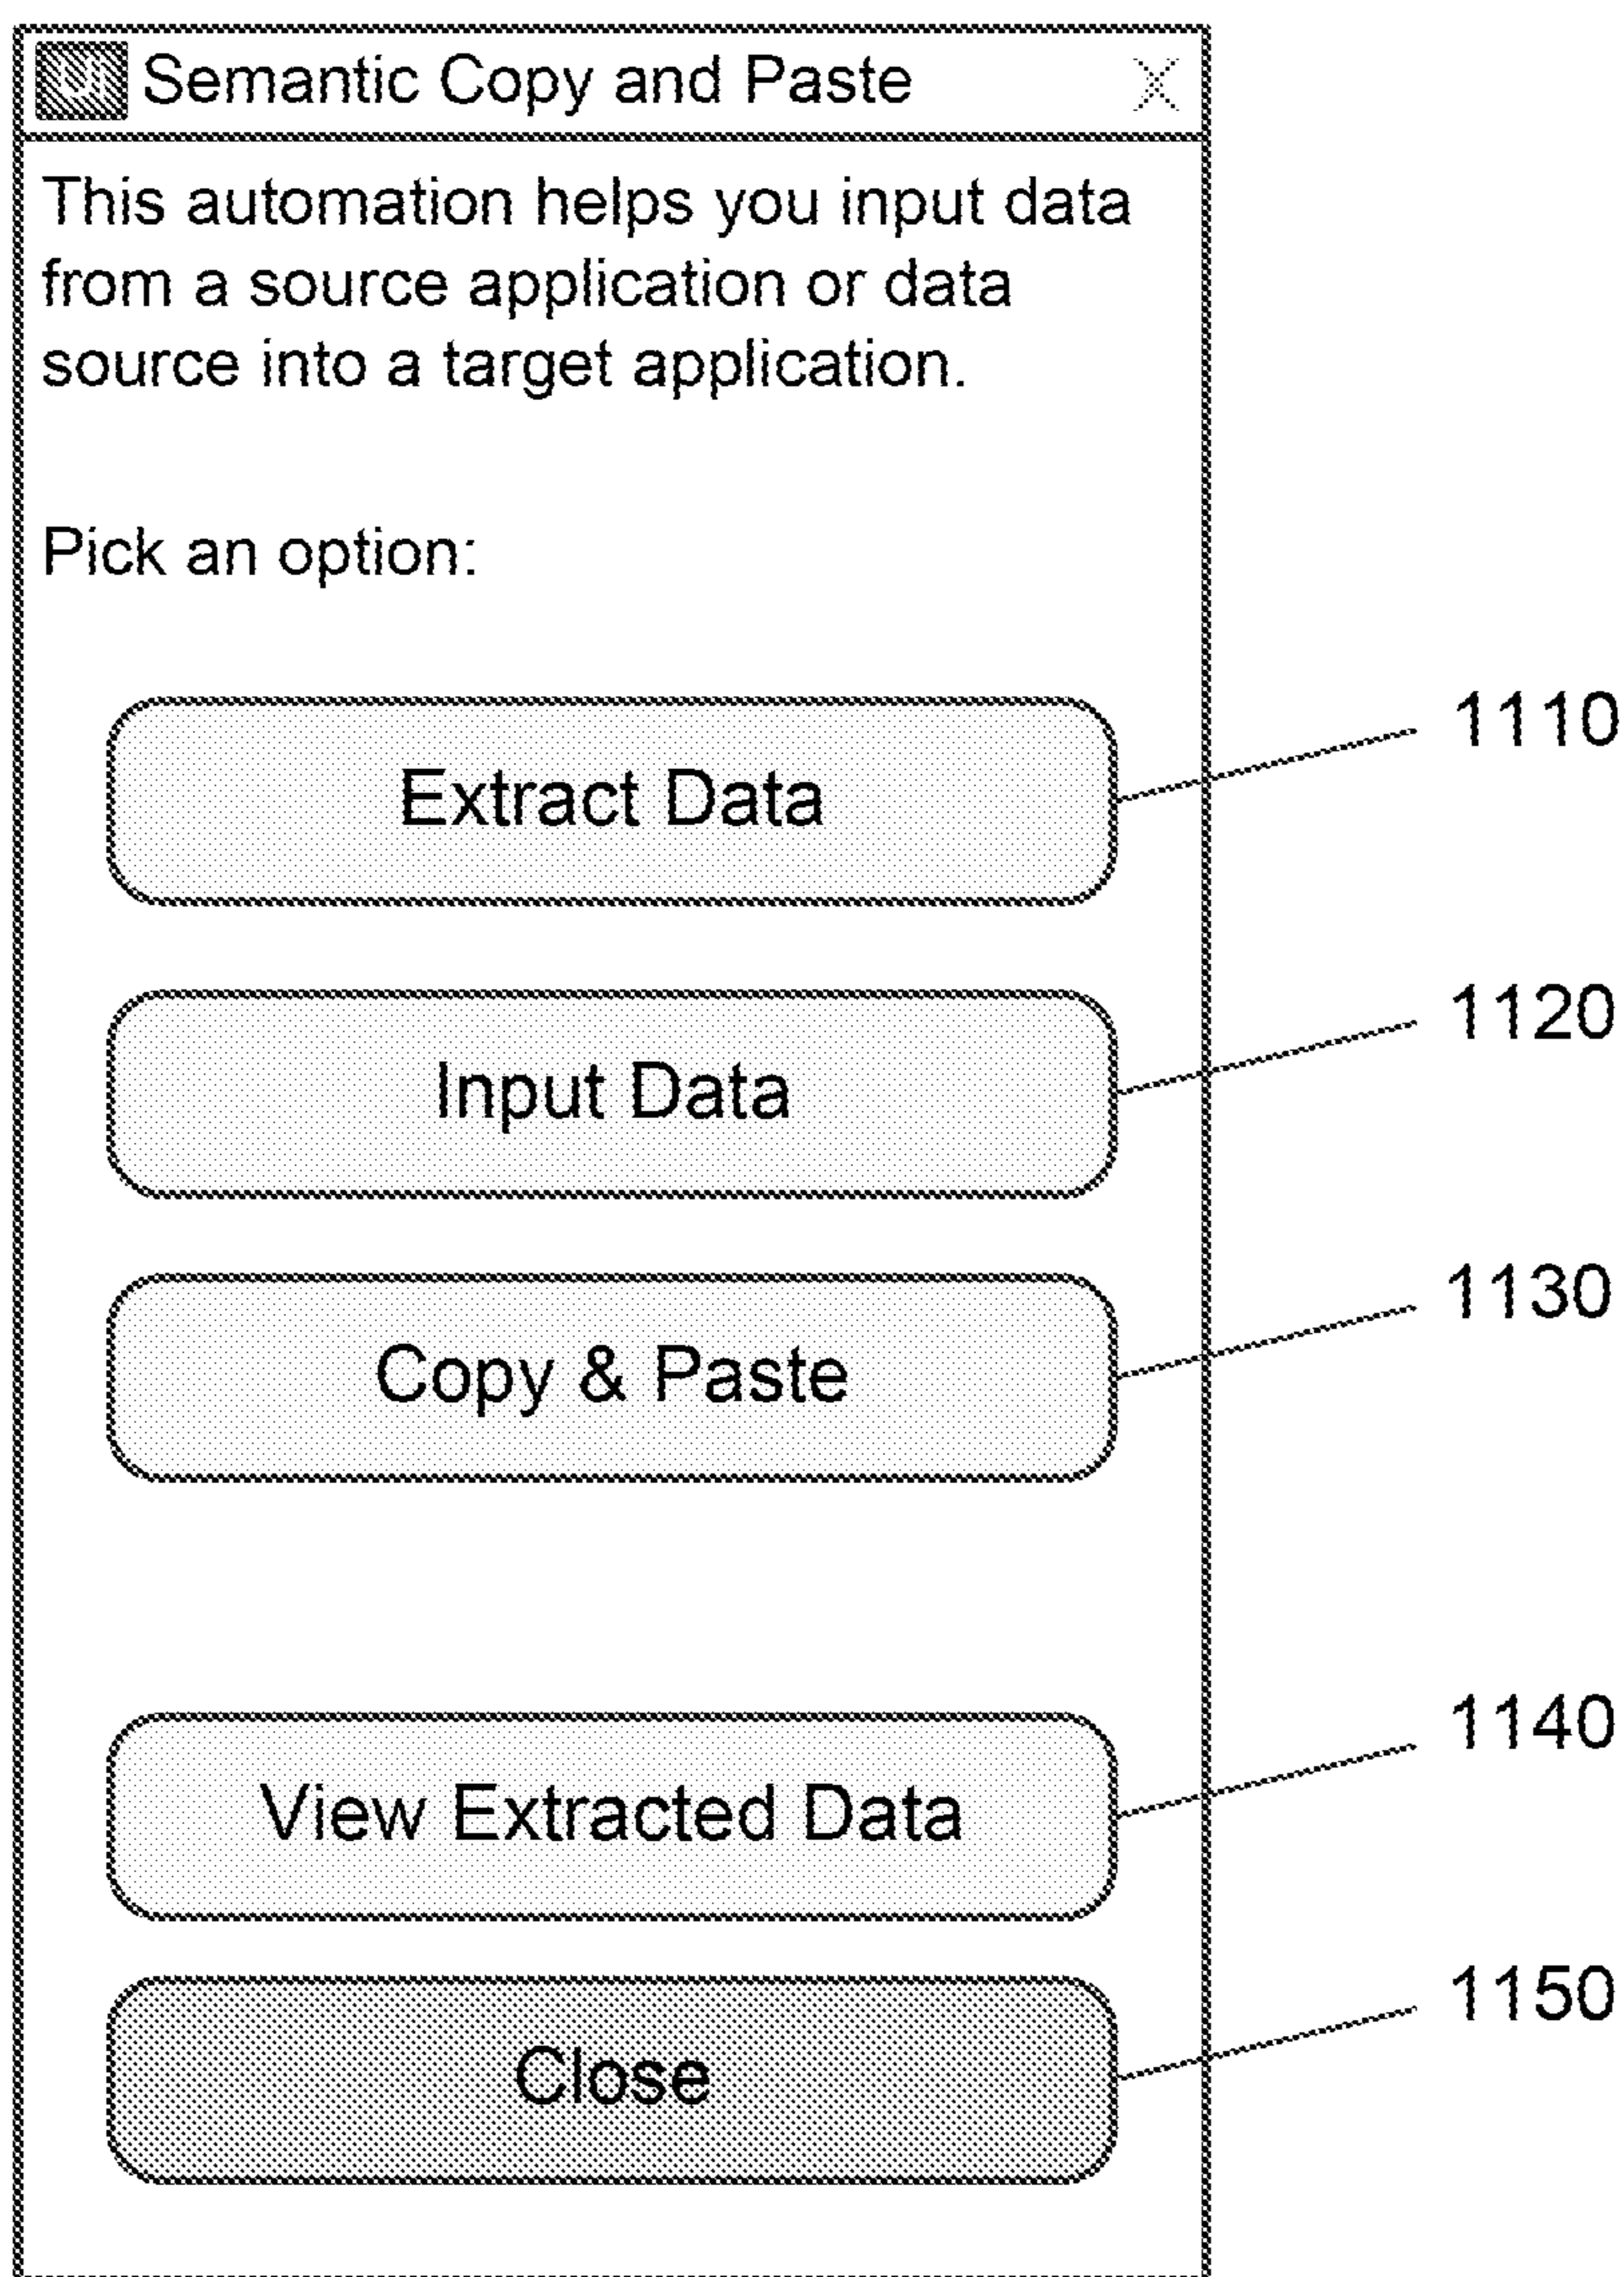 Semantic Copy and Paste X
This automation helps you input data
from a source application or data
source into a target application.
Pick an option:
Extract Data
1110
Input Data
1120
Copy & Paste
1130
View Extracted Data
1140
Close
1150